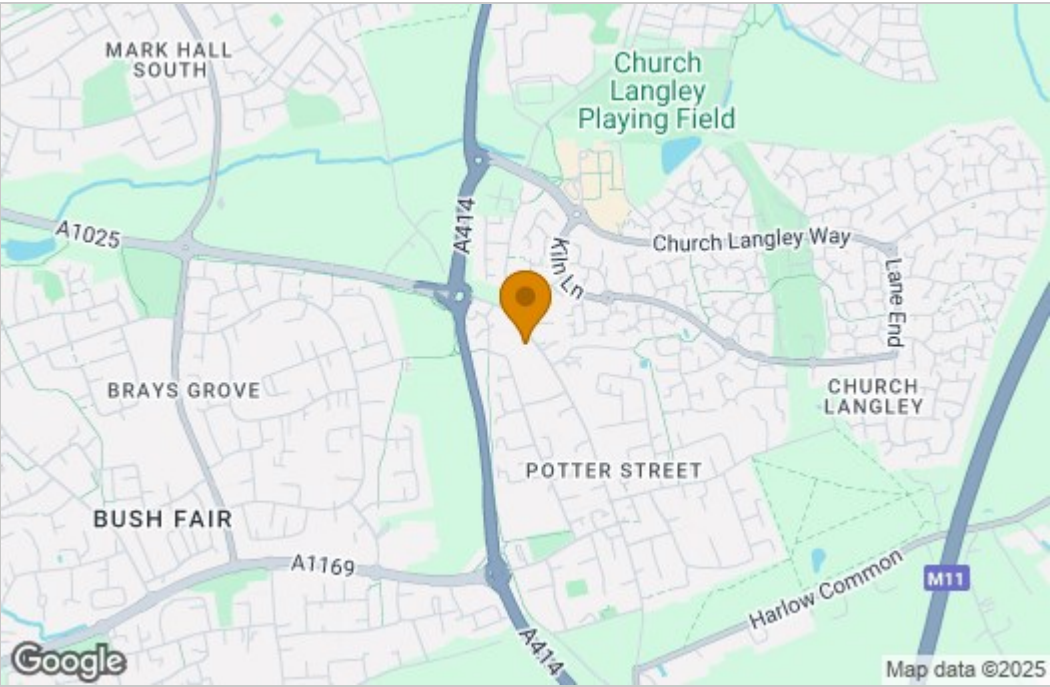 MARK HALL
SOUTH
Church
Langley
Playing Field
A414
A1025
Church Langley Way
Kiln Ln
Lane End
BRAYS GROVE
CHURCH
LANGLEY
POTTER STREET
BUSH FAIR
A1169
Harlow Common
M11
A414
Google
Map data ©2025